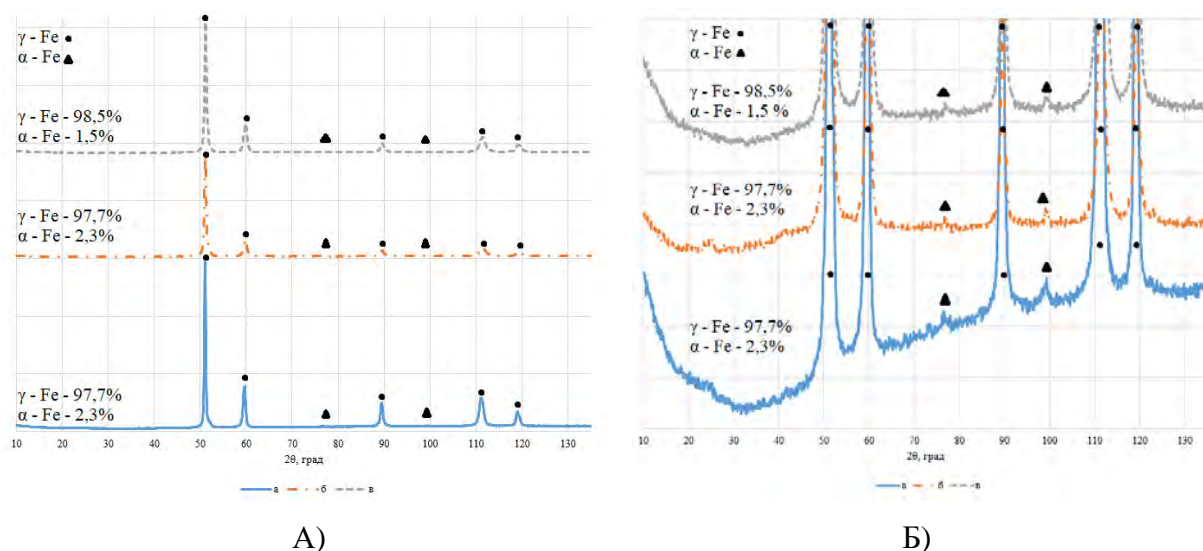 γ - Fe ●
α - Fe ▲
γ - Fe - 98,5%
α - Fe - 1,5%
γ - Fe - 97,7%
α - Fe - 2,3%
γ - Fe - 97,7%
α - Fe - 2,3%
10 20 30 40 50 60 70 80 90 100 110 120 130
2θ, град
а б в
А)
γ - Fe ●
α - Fe ▲
γ - Fe - 98,5%
α - Fe - 1,5 %
γ - Fe - 97,7%
α - Fe - 2,3%
γ - Fe - 97,7%
α - Fe - 2,3%
10 20 30 40 50 60 70 80 90 100 110 120 130
2θ, град
а б в
Б)